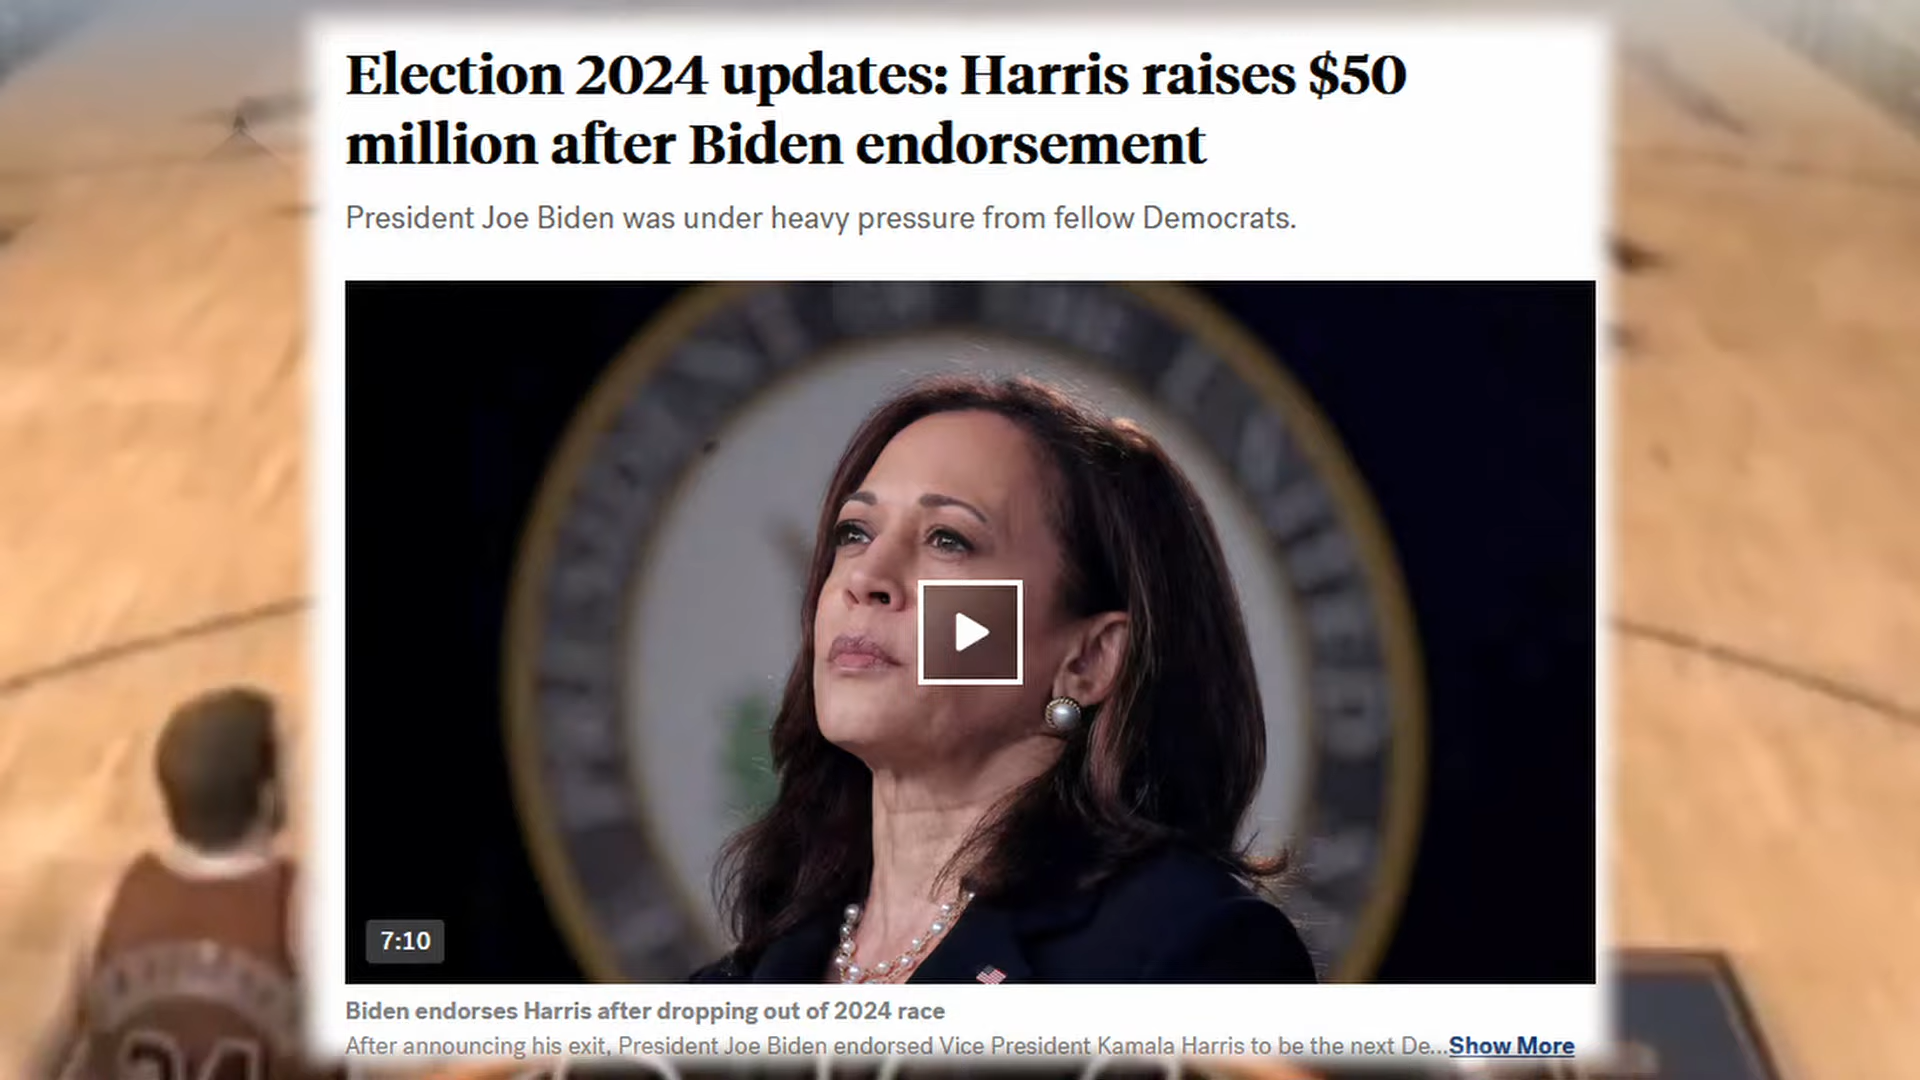 Election 2024 updates: Harris raises $50
million after Biden endorsement
President Joe Biden was under heavy pressure from fellow Democrats.
7:10
Biden endorses Harris after dropping out of 2024 race
After announcing his exit, President Joe Biden endorsed Vice President Kamala Harris to be the next De...Show More